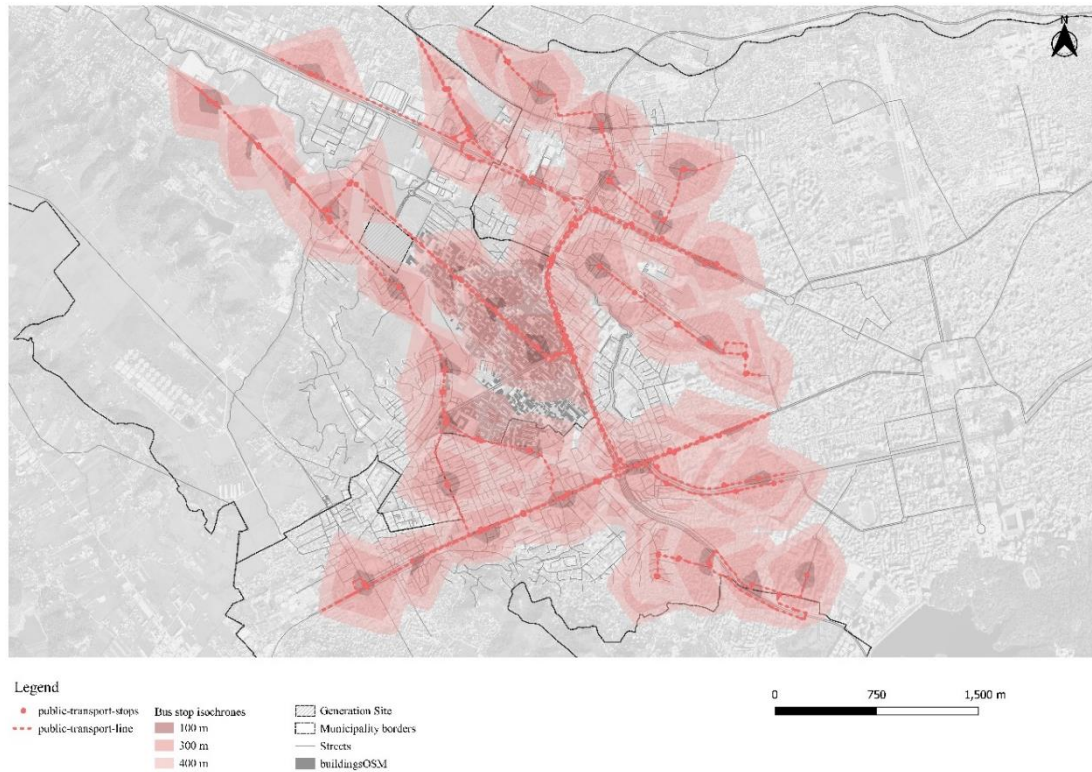 N
Legend
public-transport-stops
public-transport-line
Bus stop isochrones
100 m
300 m
400 m
Generation Site
Municipality borders
Streets
buildingsOSM
0 750 1,500 m